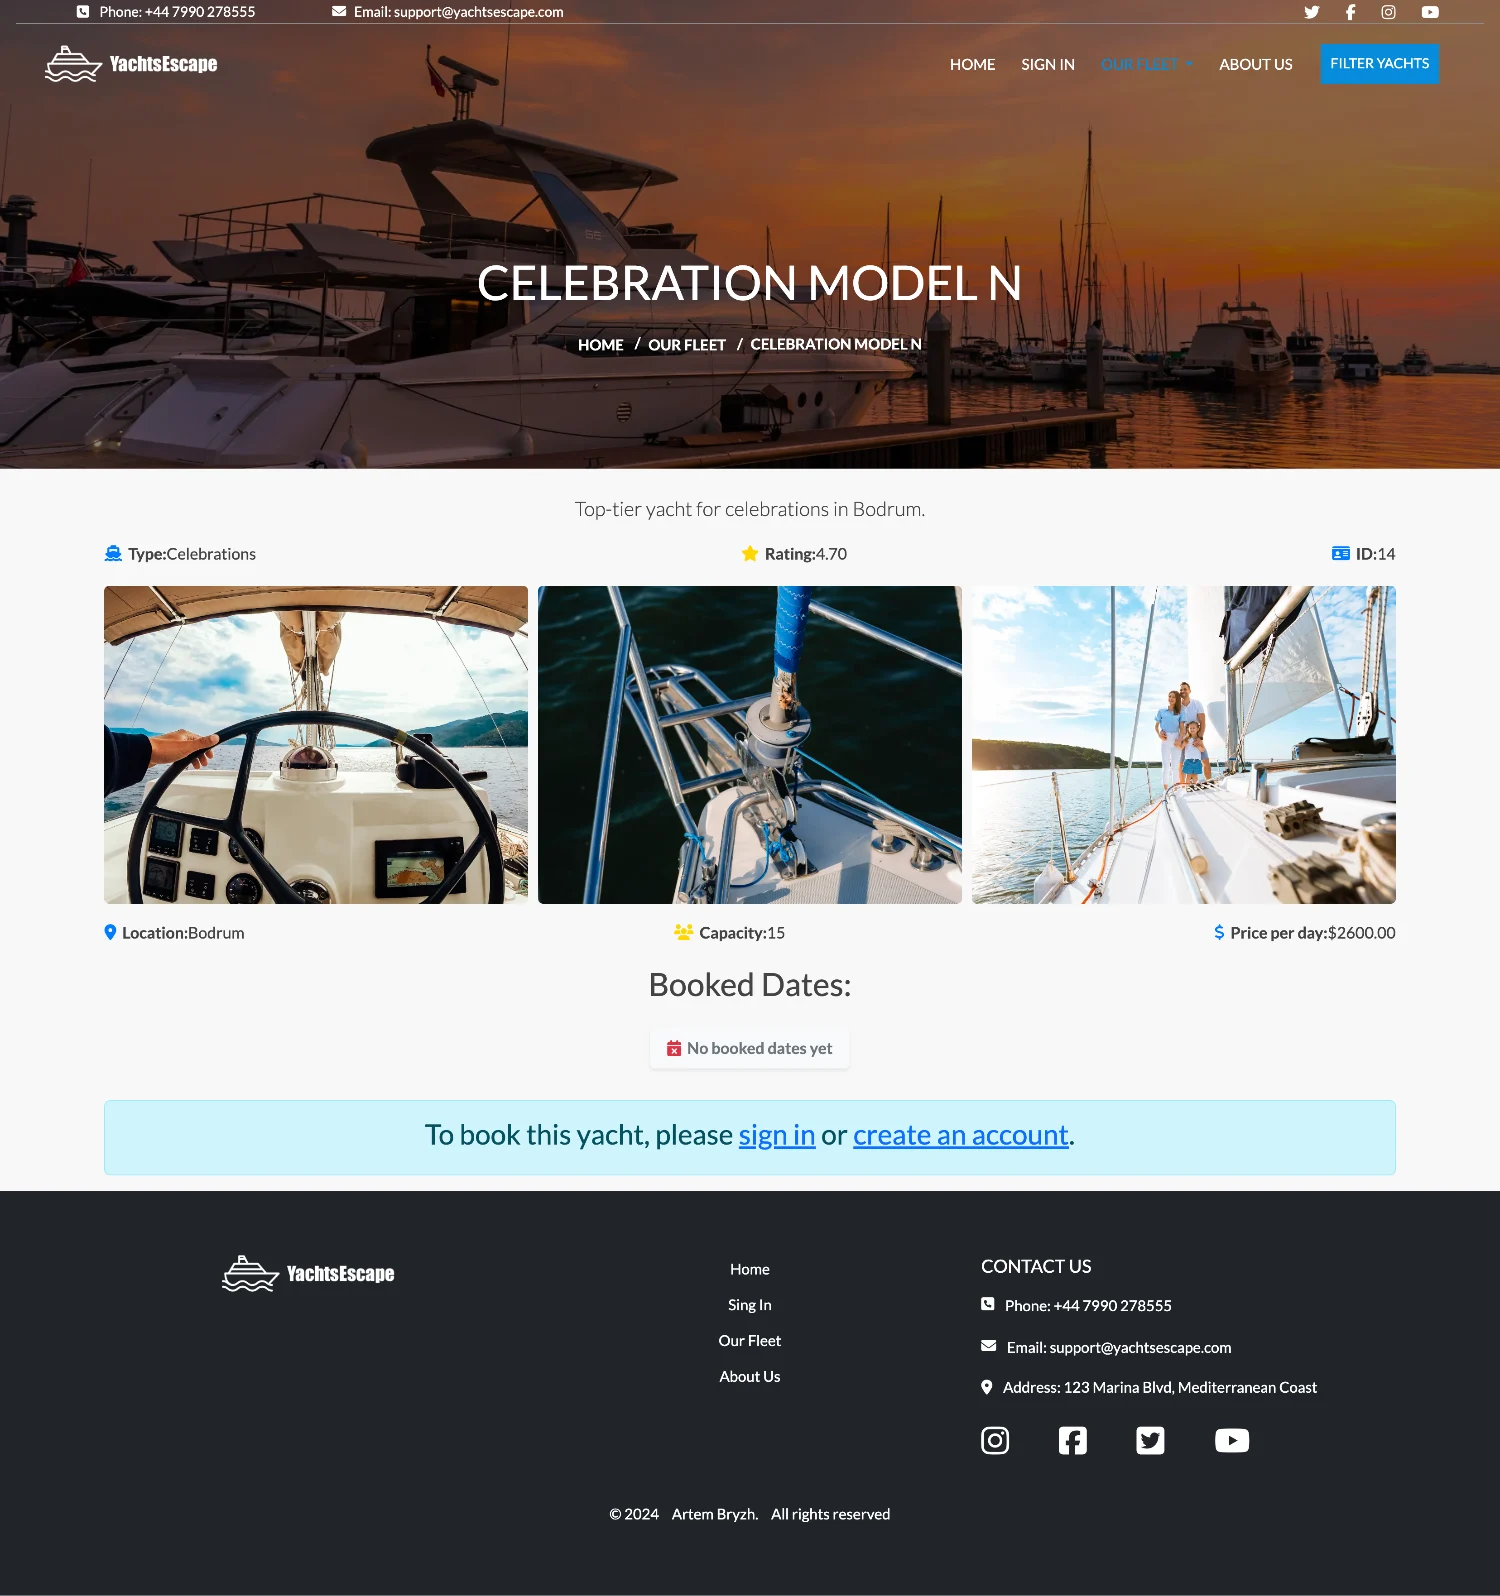 Phone: +44 7990 278555
Email: support@yachtsescape.com
YachtsEscape
HOME
SIGN IN
OUR FLEET
ABOUT US
FILTER YACHTS
CELEBRATION MODEL N
HOME / OUR FLEET / CELEBRATION MODEL N
Top-tier yacht for celebrations in Bodrum.
Type:Celebrations
Rating:4.70
ID:14
Location:Bodrum
Capacity:15
Price per day:$2600.00
Booked Dates:
No booked dates yet
To book this yacht, please sign in or create an account.
YachtsEscape
Home
Sing In
Our Fleet
About Us
CONTACT US
Phone: +44 7990 278555
Email: support@yachtsescape.com
Address: 123 Marina Blvd, Mediterranean Coast
© 2024 Artem Bryzh. All rights reserved